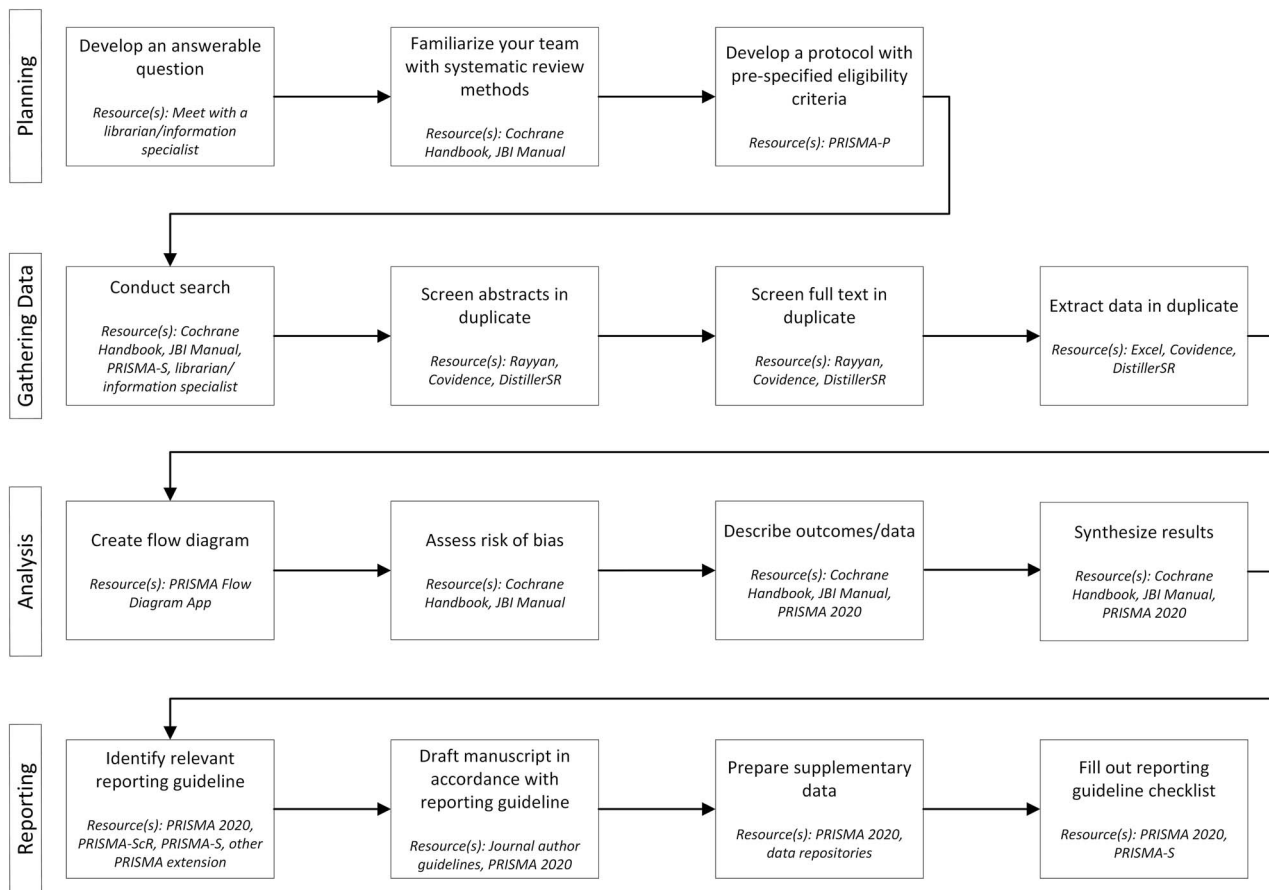 Planning
Develop an answerable
question
Resource(s): Meet with a
librarian/information
specialist
Familiarize your team
with systematic review
methods
Resource(s): Cochrane
Handbook, JBI Manual
Develop a protocol with
pre-specified eligibility
criteria
Resource(s): PRISMA-P
Gathering Data
Conduct search
Resource(s): Cochrane
Handbook, JBI Manual,
PRISMA-S, librarian/
information specialist
Screen abstracts in
duplicate
Resource(s): Rayyan,
Covidence, DistillerSR
Screen full text in
duplicate
Resource(s): Rayyan,
Covidence, DistillerSR
Extract data in duplicate
Resource(s): Excel, Covidence,
DistillerSR
Analysis
Create flow diagram
Resource(s): PRISMA Flow
Diagram App
Assess risk of bias
Resource(s): Cochrane
Handbook, JBI Manual
Describe outcomes/data
Resource(s): Cochrane
Handbook, JBI Manual,
PRISMA 2020
Synthesize results
Resource(s): Cochrane
Handbook, JBI Manual,
PRISMA 2020
Reporting
Identify relevant
reporting guideline
Resource(s): PRISMA 2020,
PRISMA-ScR, PRISMA-S, other
PRISMA extension
Draft manuscript in
accordance with
reporting guideline
Resource(s): Journal author
guidelines, PRISMA 2020
Prepare supplementary
data
Resource(s): PRISMA 2020,
data repositories
Fill out reporting
guideline checklist
Resource(s): PRISMA 2020,
PRISMA-S